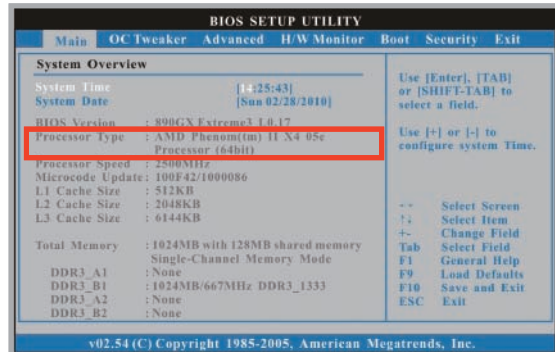 BIOS SETUP UTILITY
Main OC Tweaker Advanced H/W Monitor Boot Security Exit
System Overview
System Time [14:25:43]
System Date [Sun 02/28/2010]
BIOS Version : 890GX Extreme3 L0.17
Processor Type : AMD Phenom(tm) II X4 05e
Processor (64bit)
Processor Speed : 2500MHz
Microcode Update : 100F42/1000086
L1 Cache Size : 512KB
L2 Cache Size : 2048KB
L3 Cache Size : 6144KB
Total Memory : 1024MB with 128MB shared memory
Single-Channel Memory Mode
DDR3_A1 : None
DDR3_B1 : 1024MB/667MHz DDR3_1333
DDR3_A2 : None
DDR3_B2 : None
Use [Enter], [TAB]
or [SHIFT-TAB] to
select a field.
Use [+] or [-] to
configure system Time.
Select Screen
↑↓ Select Item
+- Change Field
Tab Select Field
F1 General Help
F9 Load Defaults
F10 Save and Exit
ESC Exit
v02.54 (C) Copyright 1985-2005, American Megatrends, Inc.